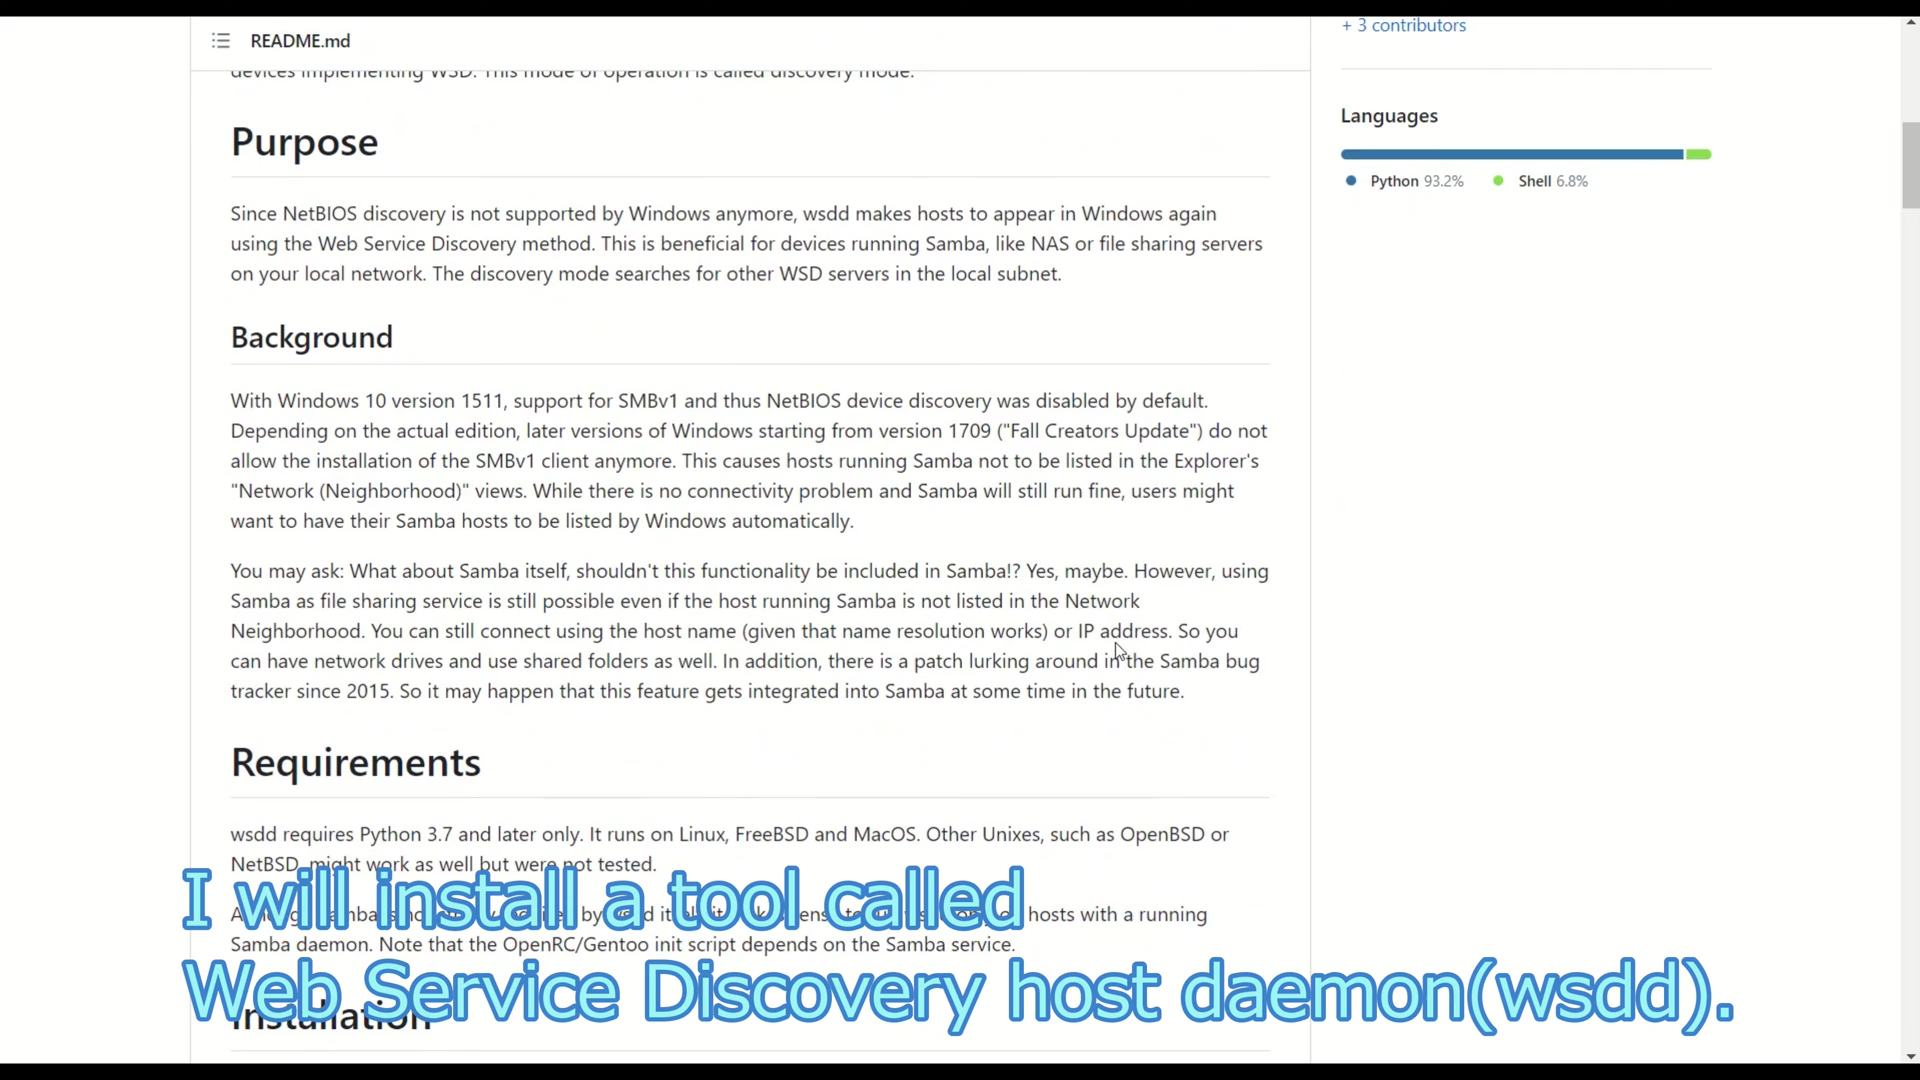 README.md
+ 3 contributors
devices implementing WSD. This mode of operation is called discovery mode.
Purpose
Since NetBIOS discovery is not supported by Windows anymore, wsdd makes hosts to appear in Windows again
using the Web Service Discovery method. This is beneficial for devices running Samba, like NAS or file sharing servers
on your local network. The discovery mode searches for other WSD servers in the local subnet.
Background
With Windows 10 version 1511, support for SMBv1 and thus NetBIOS device discovery was disabled by default.
Depending on the actual edition, later versions of Windows starting from version 1709 ("Fall Creators Update") do not
allow the installation of the SMBv1 client anymore. This causes hosts running Samba not to be listed in the Explorer's
"Network (Neighborhood)" views. While there is no connectivity problem and Samba will still run fine, users might
want to have their Samba hosts to be listed by Windows automatically.
You may ask: What about Samba itself, shouldn't this functionality be included in Samba!? Yes, maybe. However, using
Samba as file sharing service is still possible even if the host running Samba is not listed in the Network
Neighborhood. You can still connect using the host name (given that name resolution works) or IP address. So you
can have network drives and use shared folders as well. In addition, there is a patch lurking around in the Samba bug
tracker since 2015. So it may happen that this feature gets integrated into Samba at some time in the future.
Requirements
wsdd requires Python 3.7 and later only. It runs on Linux, FreeBSD and MacOS. Other Unixes, such as OpenBSD or
NetBSD, might work as well but were not tested.
hosts with a running
Samba daemon. Note that the OpenRC/Gentoo init script depends on the Samba service.
Installation
Languages
Python 93.2% Shell 6.8%
I will install a tool called
Web Service Discovery host daemon(wsdd).